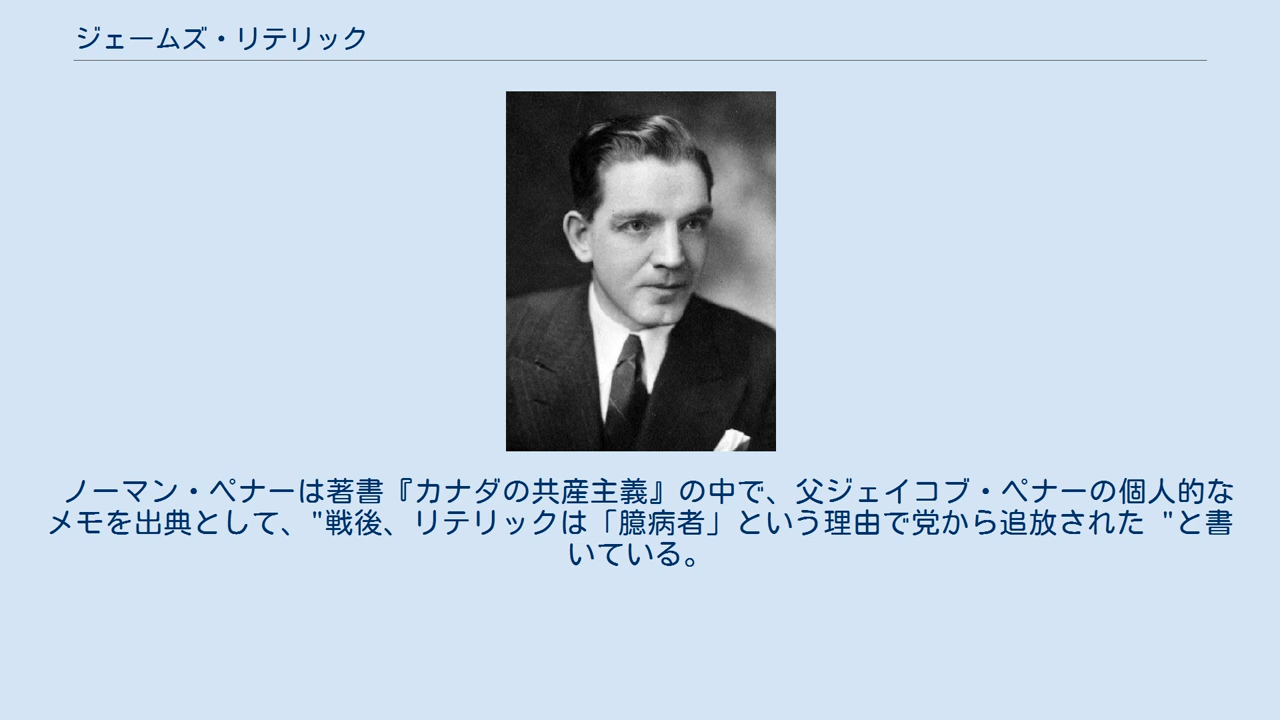 ジェームズ・リテリック
ノーマン・ペナーは著書『カナダの共産主義』の中で、父ジェイコブ・ペナーの個人的な
メモを出典として、"戦後、リテリックは「臆病者」という理由で党から追放された "と書
いている。